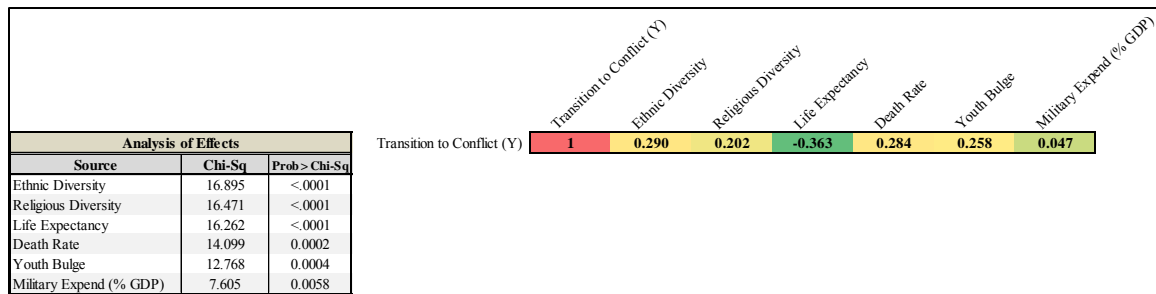 Transition to Conflict (Y)
Ethnic Diversity
Religious Diversity
Life Expectancy
Death Rate
Youth Bulge
Military Expend (% GDP)
Transition to Conflict (Y) 1 0.290 0.202 -0.363 0.284 0.258 0.047
Analysis of Effects
Source Chi-Sq Prob > Chi-Sq
Ethnic Diversity 16.895 <.0001
Religious Diversity 16.471 <.0001
Life Expectancy 16.262 <.0001
Death Rate 14.099 0.0002
Youth Bulge 12.768 0.0004
Military Expend (% GDP) 7.605 0.0058